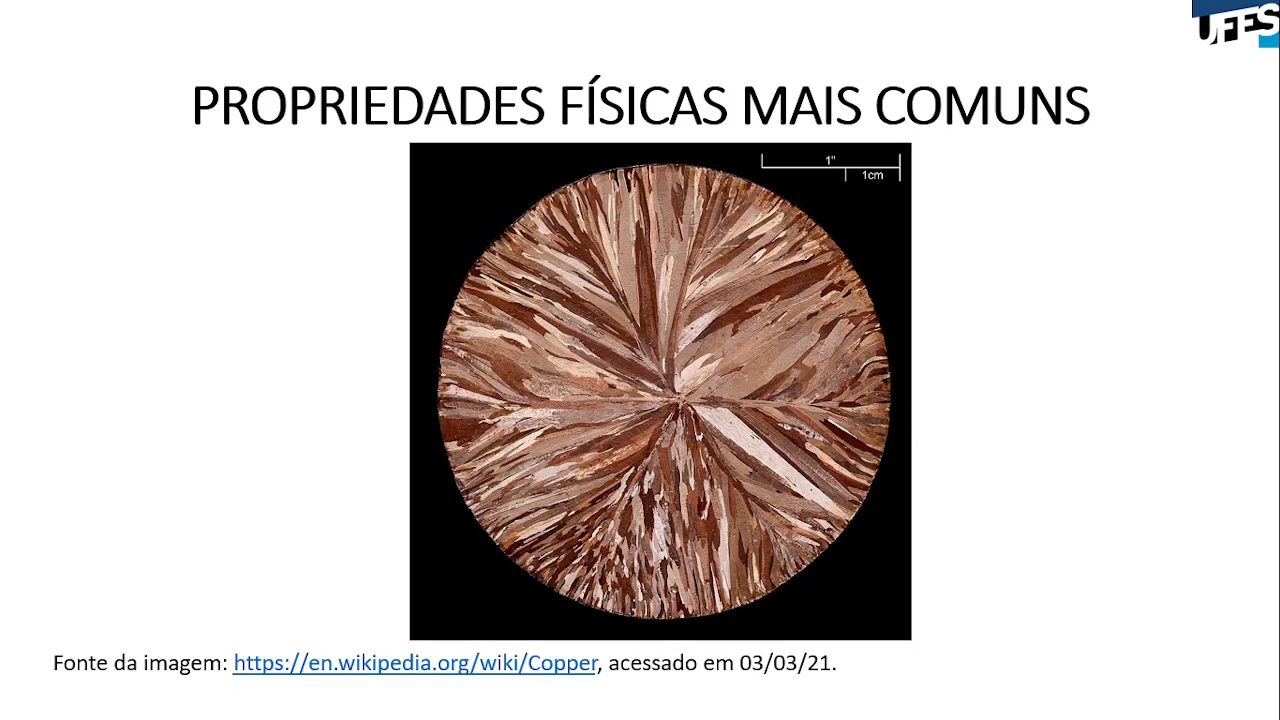 UFES
PROPRIEDADES FÍSICAS MAIS COMUNS
1"
1cm
Fonte da imagem: https://en.wikipedia.org/wiki/Copper, acessado em 03/03/21.